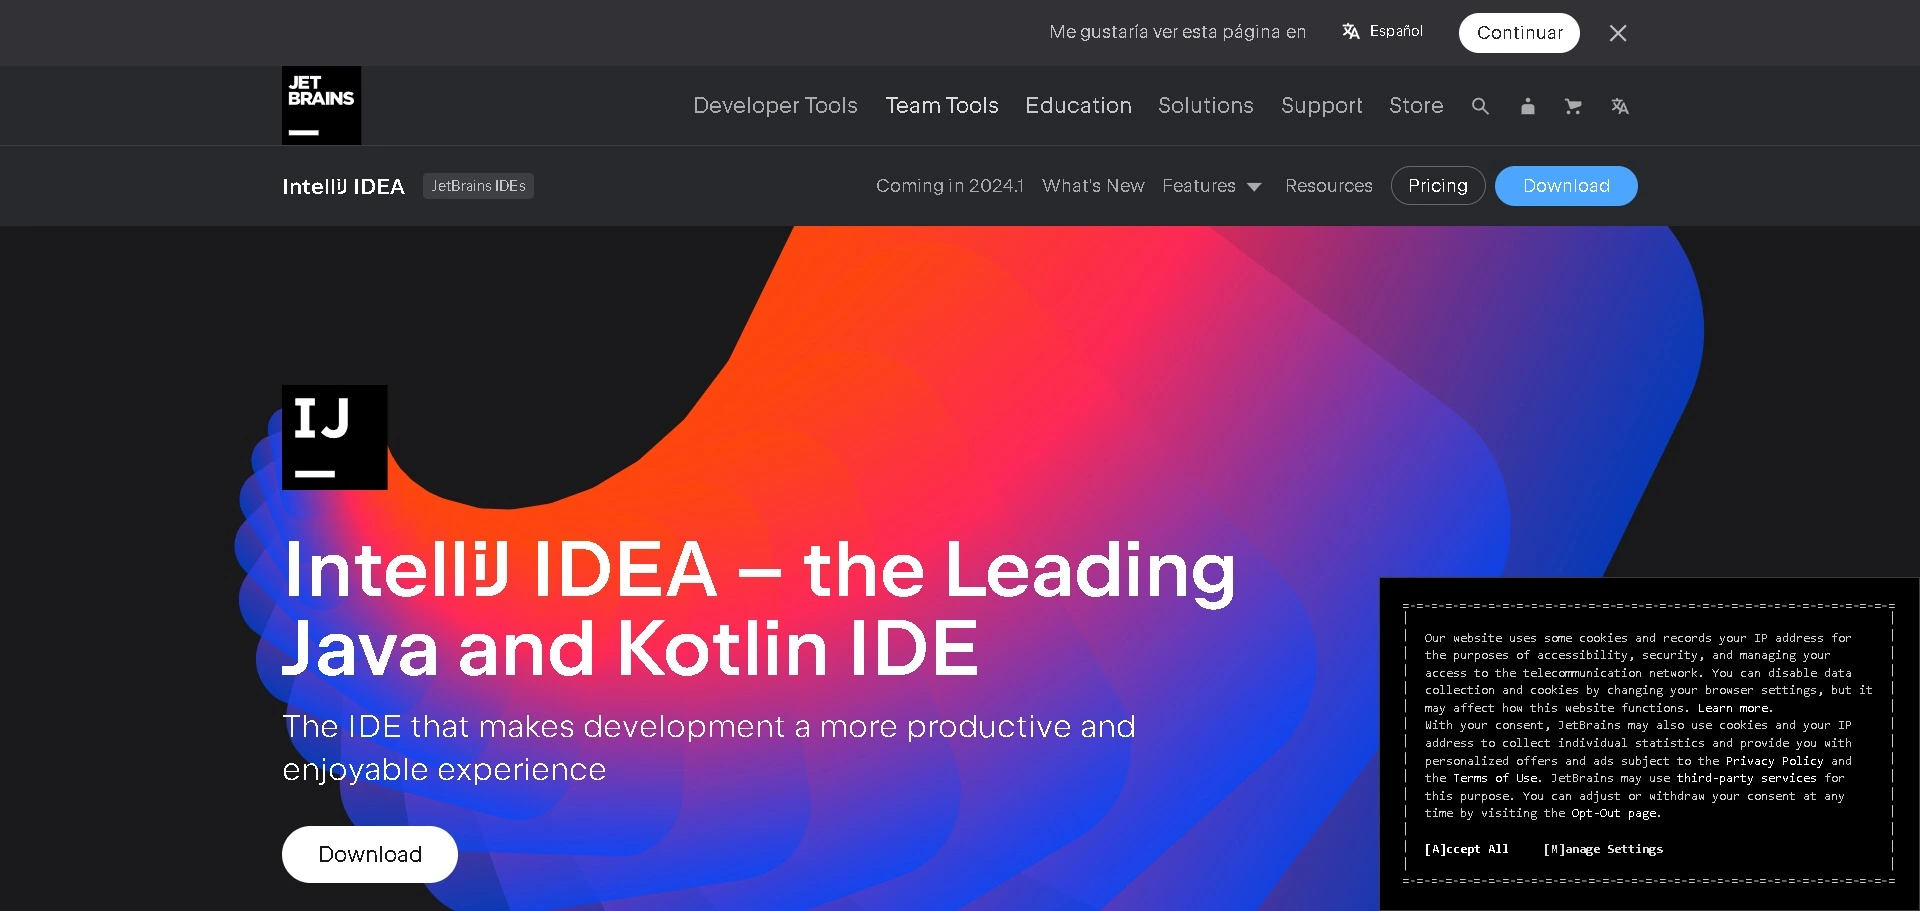 Me gustaría ver esta página en Español Continuar
JET
BRAINS
Developer Tools Team Tools Education Solutions Support Store
IntelliJ IDEA JetBrains IDEs Coming in 2024.1 What's New Features Resources Pricing Download
IJ
IntelliJ IDEA – the Leading
Java and Kotlin IDE
The IDE that makes development a more productive and
enjoyable experience
Download
Our website uses some cookies and records your IP address for
the purposes of accessibility, security, and managing your
access to the telecommunication network. You can disable data
collection and cookies by changing your browser settings, but it
may affect how this website functions. Learn more.
With your consent, JetBrains may also use cookies and your IP
address to collect individual statistics and provide you with
personalized offers and ads subject to the Privacy Policy and
the Terms of Use. JetBrains may use third-party services for
this purpose. You can adjust or withdraw your consent at any
time by visiting the Opt-Out page.
[A]ccept All [M]anage Settings